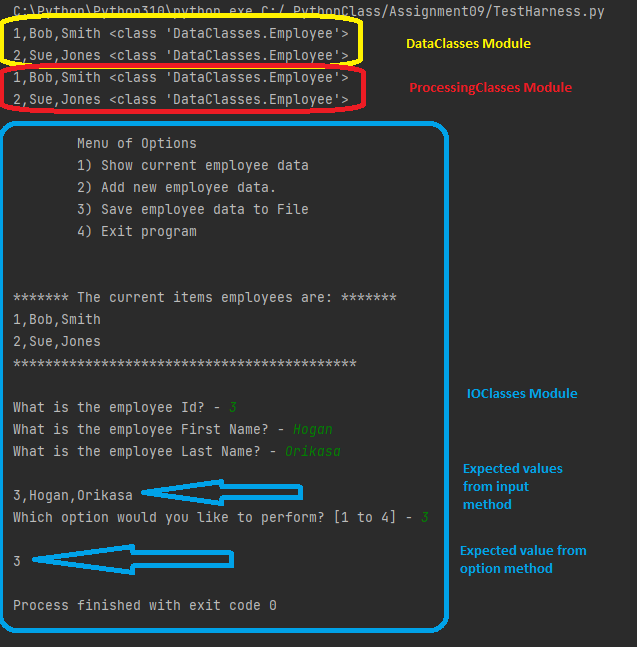 C:\Python\Python310\python.exe C:/_PythonClass/Assignment09/TestHarness.py
1,Bob,Smith <class 'DataClasses.Employee'>
2,Sue,Jones <class 'DataClasses.Employee'>
DataClasses Module
1,Bob,Smith <class 'DataClasses.Employee'>
2,Sue,Jones <class 'DataClasses.Employee'>
ProcessingClasses Module
Menu of Options
1) Show current employee data
2) Add new employee data.
3) Save employee data to File
4) Exit program
******* The current items employees are: *******
1,Bob,Smith
2,Sue,Jones
*******************************************
IOClasses Module
What is the employee Id? - 3
What is the employee First Name? - Hogan
What is the employee Last Name? - Orikasa
3,Hogan,Orikasa
Expected values
from input
method
Which option would you like to perform? [1 to 4] - 3
3
Expected value from
option method
Process finished with exit code 0